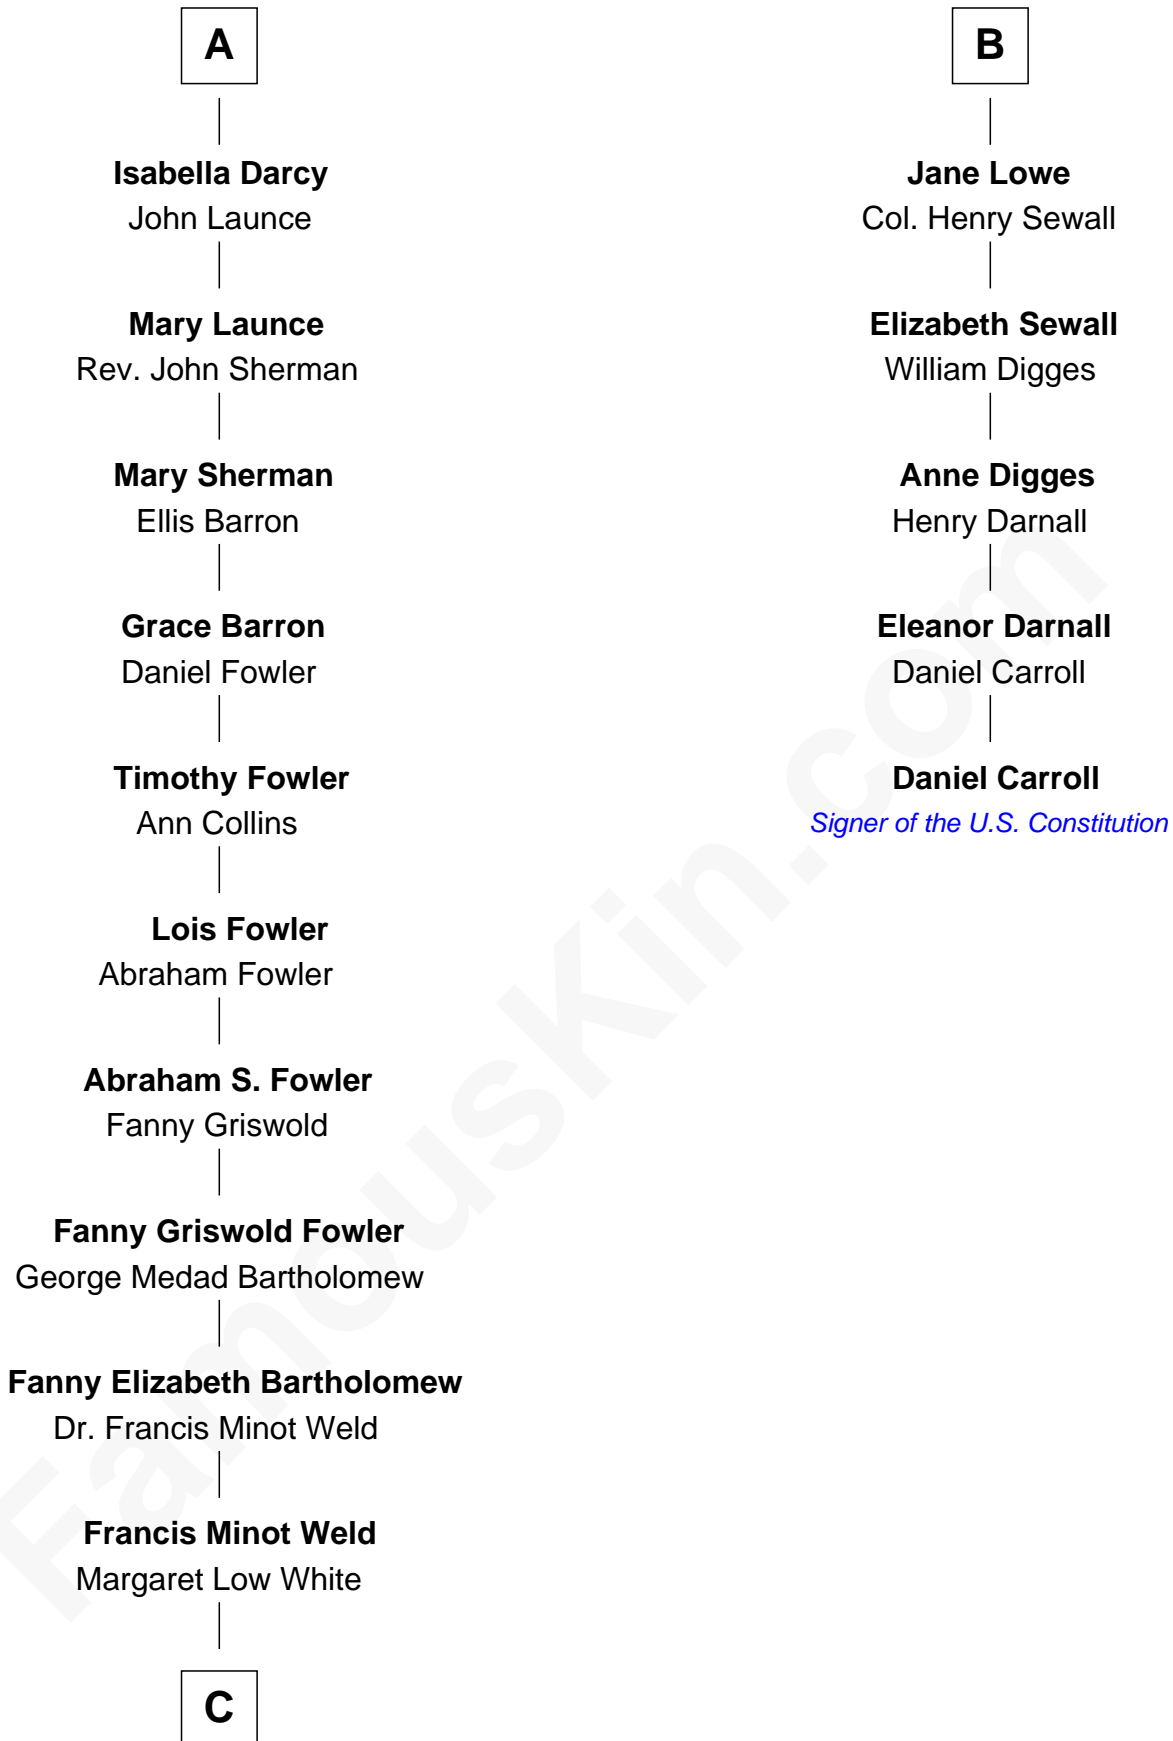 A
Isabella Darcy
John Launce
Mary Launce
Rev. John Sherman
Mary Sherman
Ellis Barron
Grace Barron
Daniel Fowler
Timothy Fowler
Ann Collins
Lois Fowler
Abraham Fowler
Abraham S. Fowler
Fanny Griswold
Fanny Griswold Fowler
George Medad Bartholomew
Fanny Elizabeth Bartholomew
Dr. Francis Minot Weld
Francis Minot Weld
Margaret Low White
C
B
Jane Lowe
Col. Henry Sewall
Elizabeth Sewall
William Digges
Anne Digges
Henry Darnall
Eleanor Darnall
Daniel Carroll
Daniel Carroll
Signer of the U.S. Constitution
FamousKin.com